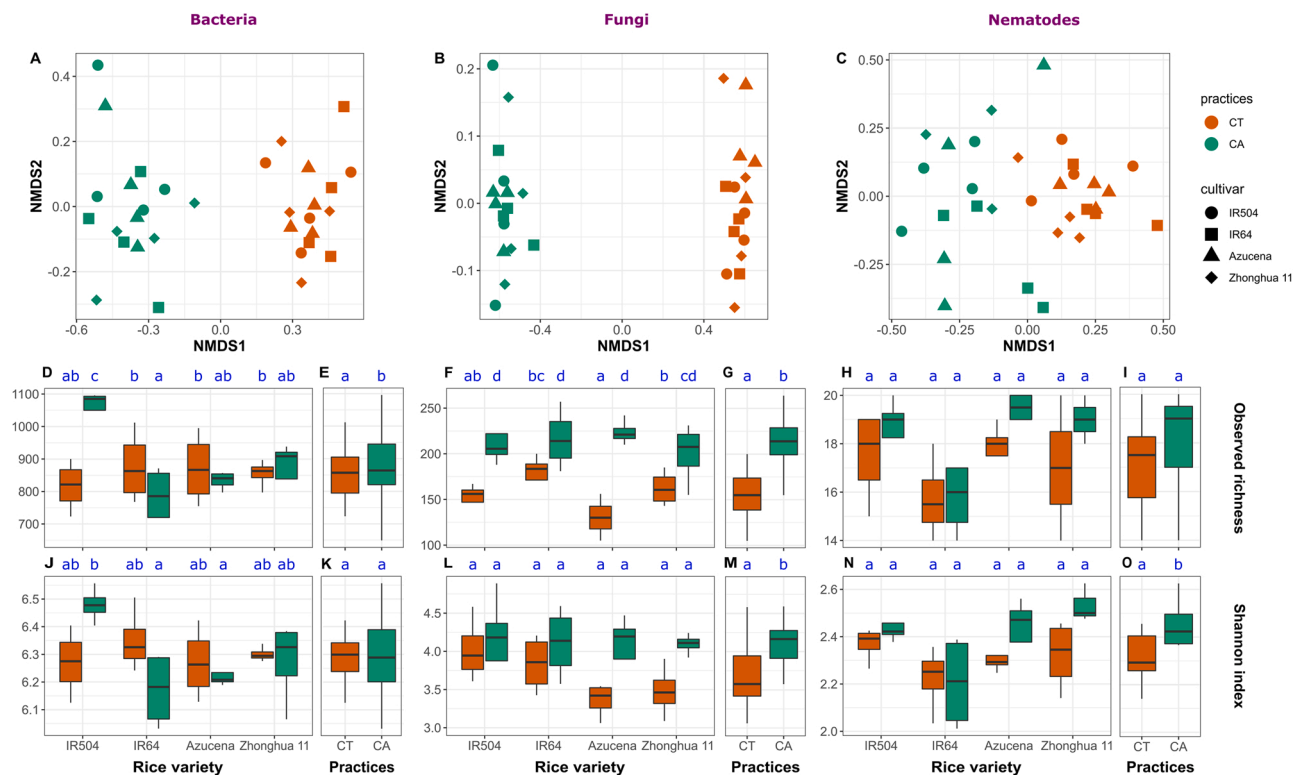 Bacteria
Fungi
Nematodes
A
B
C
0.4
0.2
0.0
-0.2
NMDS2
-0.6
-0.3
0.0
0.3
NMDS1
0.2
0.1
0.0
-0.1
NMDS2
-0.4
0.0
0.4
NMDS1
0.50
0.25
0.00
-0.25
NMDS2
-0.50
-0.25
0.00
0.25
0.50
NMDS1
practices
CT
CA
cultivar
IR504
IR64
Azucena
Zhonghua 11
D ab c b a b ab b ab
E a b
F b d bc d a d b cd
G a b
H a a a a a a a a
I a a
1100
1000
900
800
700
250
200
150
100
20
18
16
14
Observed richness
J ab b ab a ab a ab ab
K a a
L a a a a a a a a
M a b
N a a a a a a a a
O a b
6.5
6.4
6.3
6.2
6.1
4.5
4.0
3.5
3.0
2.6
2.4
2.2
2.0
Shannon index
IR504 IR64 Azucena Zhonghua 11
CT CA
IR504 IR64 Azucena Zhonghua 11
CT CA
IR504 IR64 Azucena Zhonghua 11
CT CA
Rice variety
Practices
Rice variety
Practices
Rice variety
Practices